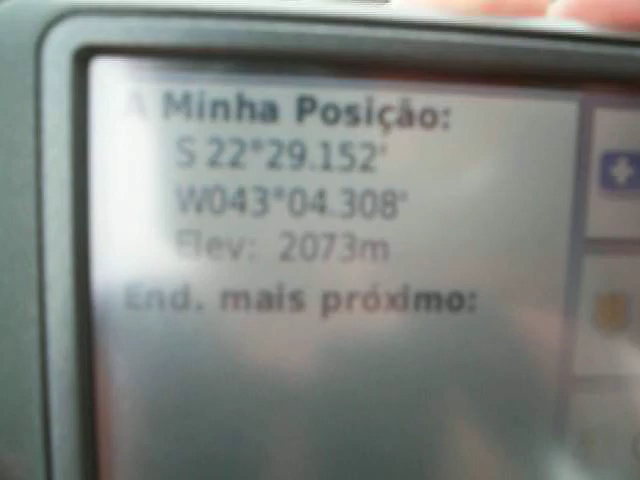 A Minha Posição:
S 22°29.152'
W043°04.308'
Elev: 2073m
End. mais próximo: